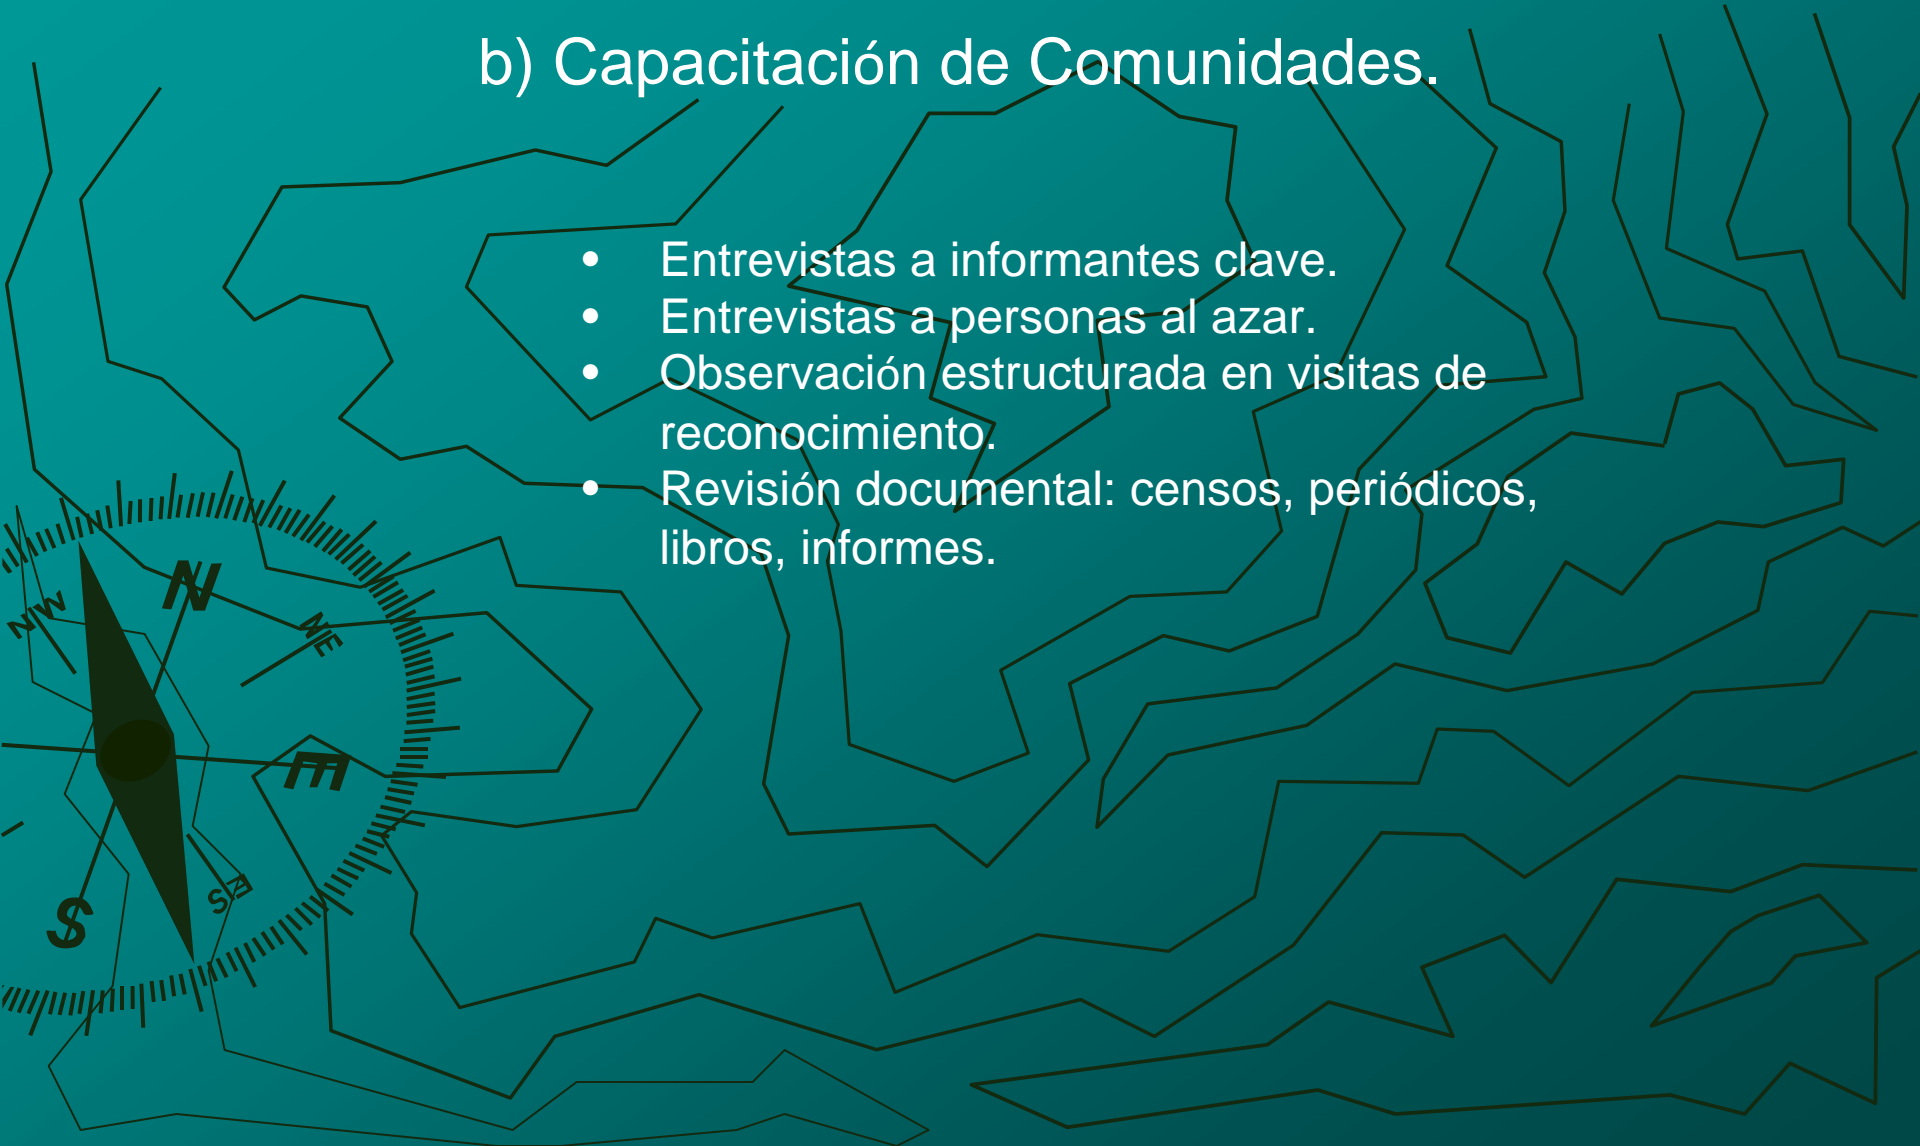 b) Capacitación de Comunidades.
• Entrevistas a informantes clave.
• Entrevistas a personas al azar.
• Observación estructurada en visitas de
reconocimiento.
• Revisión documental: censos, periódicos,
libros, informes.
NW
N
NE
E
SE
S